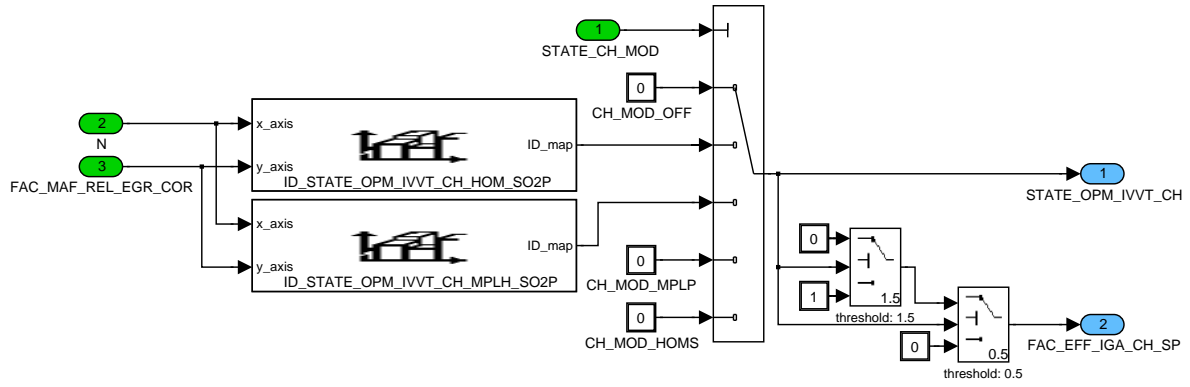 1
STATE_CH_MOD
0
CH_MOD_OFF
2
N
3
FAC_MAF_REL_EGR_COR
x_axis
y_axis
ID_map
ID_STATE_OPM_IVVT_CH_HOM_SO2P
x_axis
y_axis
ID_map
ID_STATE_OPM_IVVT_CH_MPLH_SO2P
0
CH_MOD_MPLP
0
CH_MOD_HOMS
1
STATE_OPM_IVVT_CH
0
1
1.5
threshold: 1.5
0
0.5
threshold: 0.5
2
FAC_EFF_IGA_CH_SP